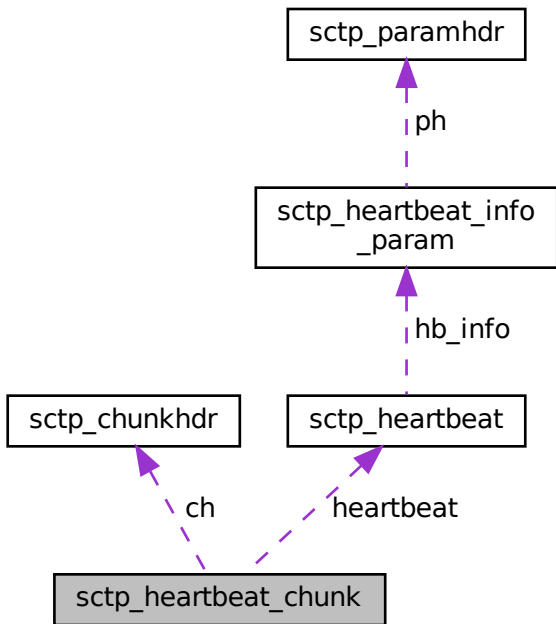 sctp_paramhdr
ph
sctp_heartbeat_info
_param
hb_info
sctp_chunkhdr
sctp_heartbeat
ch
heartbeat
sctp_heartbeat_chunk